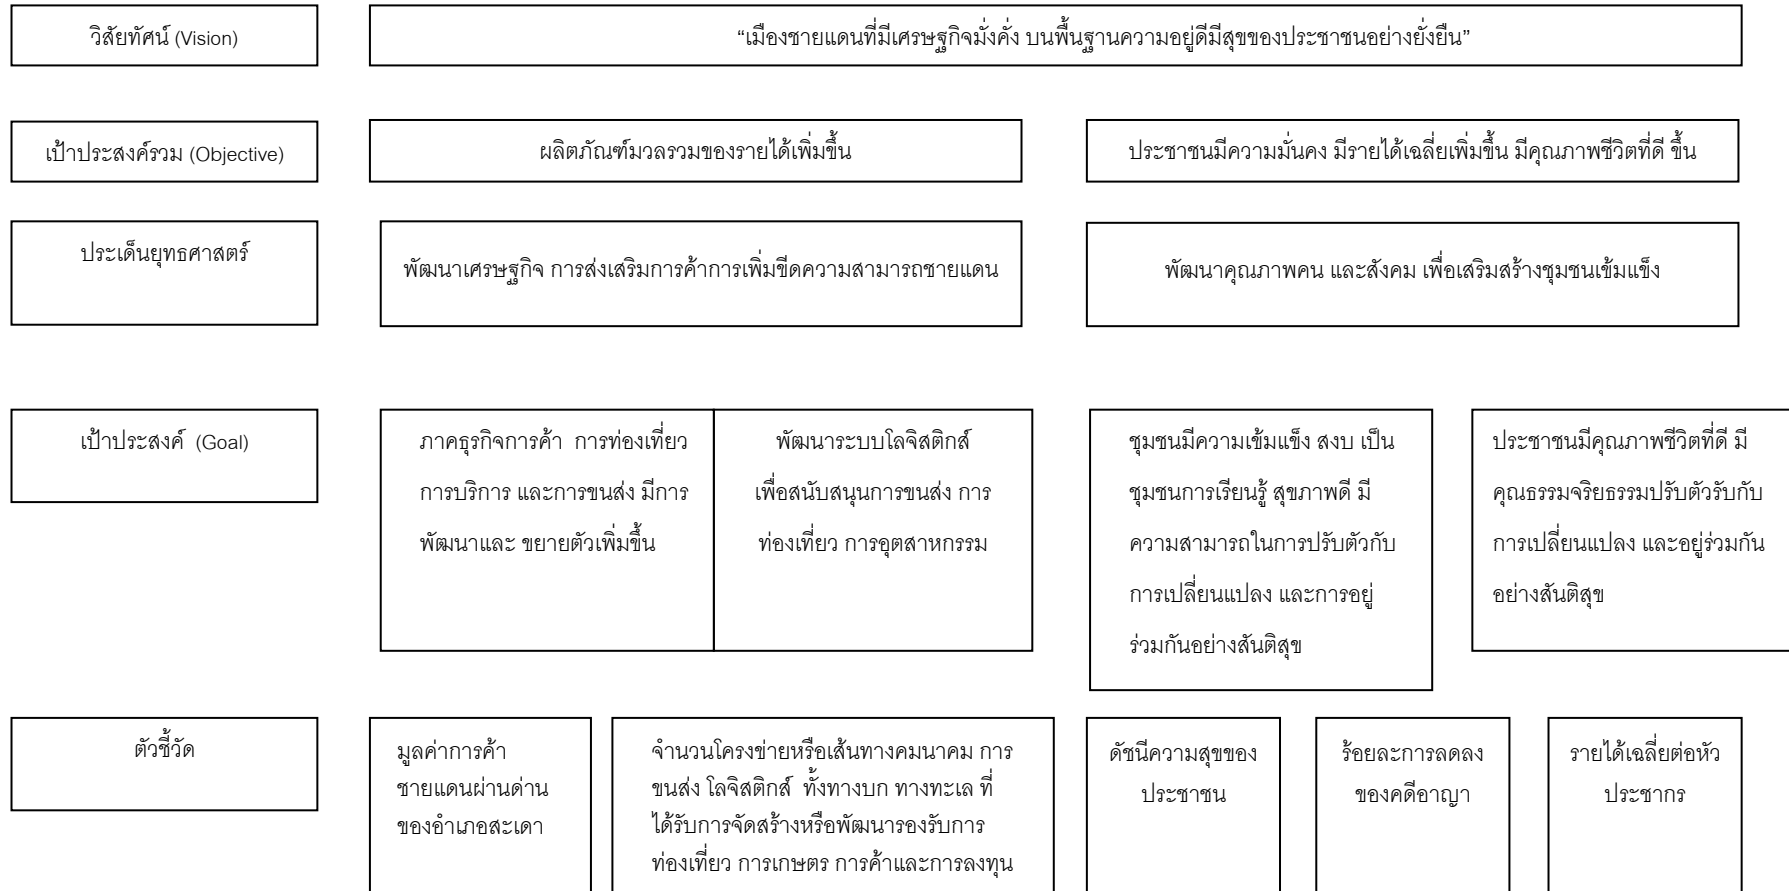 วิสัยทัศน์ (Vision)
“เมืองชายแดนที่มีเศรษฐกิจมั่งคั่ง บนพื้นฐานความอยู่ดีมีสุขของประชาชนอย่างยั่งยืน”
เป้าประสงค์รวม (Objective)
ผลิตภัณฑ์มวลรวมของรายได้เพิ่มขึ้น
ประชาชนมีความมั่นคง มีรายได้เฉลี่ยเพิ่มขึ้น มีคุณภาพชีวิตที่ดี ขึ้น
ประเด็นยุทธศาสตร์
พัฒนาเศรษฐกิจ การส่งเสริมการค้าการเพิ่มขีดความสามารถชายแดน
พัฒนาคุณภาพคน และสังคม เพื่อเสริมสร้างชุมชนเข้มแข็ง
เป้าประสงค์ (Goal)
ภาคธุรกิจการค้า การท่องเที่ยว
การบริการ และการขนส่ง มีการ
พัฒนาและ ขยายตัวเพิ่มขึ้น
พัฒนาระบบโลจิสติกส์
เพื่อสนับสนุนการขนส่ง การ
ท่องเที่ยว การอุตสาหกรรม
ชุมชนมีความเข้มแข็ง สงบ เป็น
ชุมชนการเรียนรู้ สุขภาพดี มี
ความสามารถในการปรับตัวกับ
การเปลี่ยนแปลง และการอยู่
ร่วมกันอย่างสันติสุข
ประชาชนมีคุณภาพชีวิตที่ดี มี
คุณธรรมจริยธรรมปรับตัวรับกับ
การเปลี่ยนแปลง และอยู่ร่วมกัน
อย่างสันติสุข
ตัวชี้วัด
มูลค่าการค้า
ชายแดนผ่านด่าน
ของอำเภอสะเดา
จำนวนโครงข่ายหรือเส้นทางคมนาคม การ
ขนส่ง โลจิสติกส์ ทั้งทางบก ทางทะเล ที่
ได้รับการจัดสร้างหรือพัฒนารองรับการ
ท่องเที่ยว การเกษตร การค้าและการลงทุน
ดัชนีความสุขของ
ประชาชน
ร้อยละการลดลง
ของคดีอาญา
รายได้เฉลี่ยต่อหัว
ประชากร